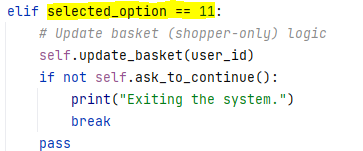 elif selected_option == 11:
    # Update basket (shopper-only) logic
    self.update_basket(user_id)
    if not self.ask_to_continue():
        print("Exiting the system.")
        break
    pass